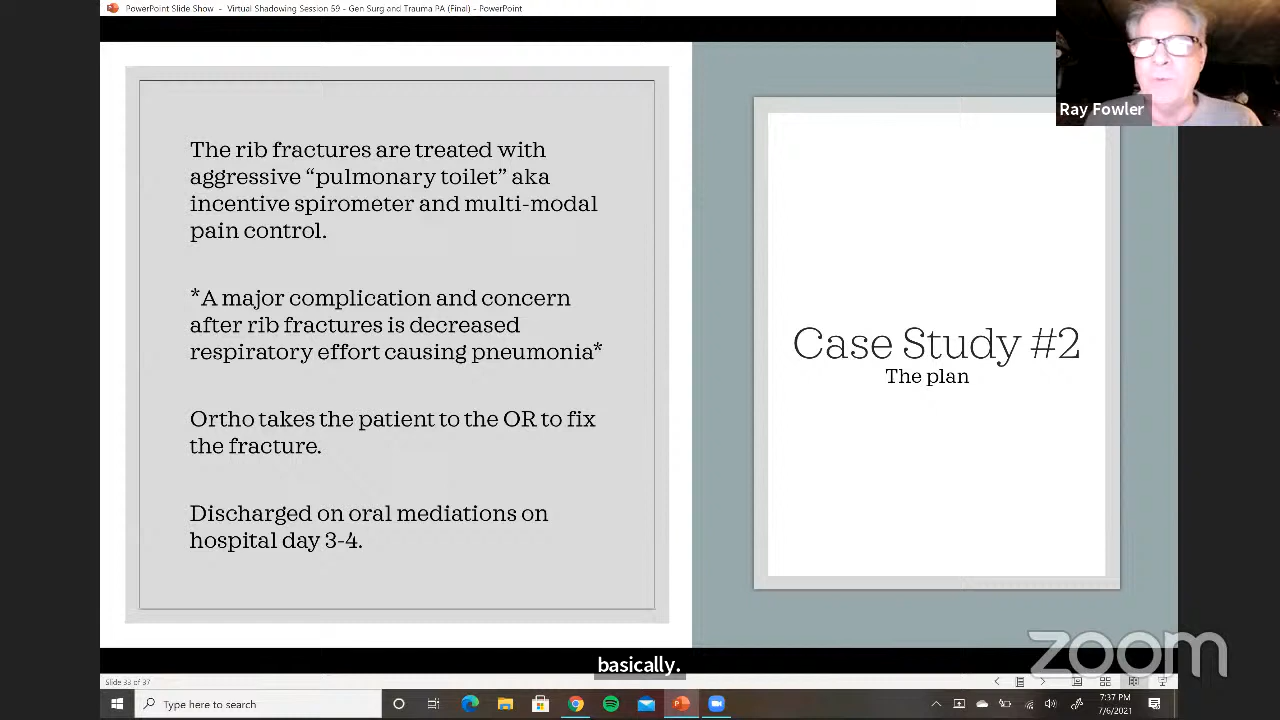 PowerPoint Slide Show - Virtual Shadowing Session 59 - Gen Surg and Trauma PA (Final) - PowerPoint
Ray Fowler
The rib fractures are treated with
aggressive “pulmonary toilet” aka
incentive spirometer and multi-modal
pain control.
*A major complication and concern
after rib fractures is decreased
respiratory effort causing pneumonia*
Ortho takes the patient to the OR to fix
the fracture.
Discharged on oral mediations on
hospital day 3-4.
Case Study #2
The plan
zoom
basically.
Slide 33 of 37
Type here to search
7:37 PM
7/6/2021